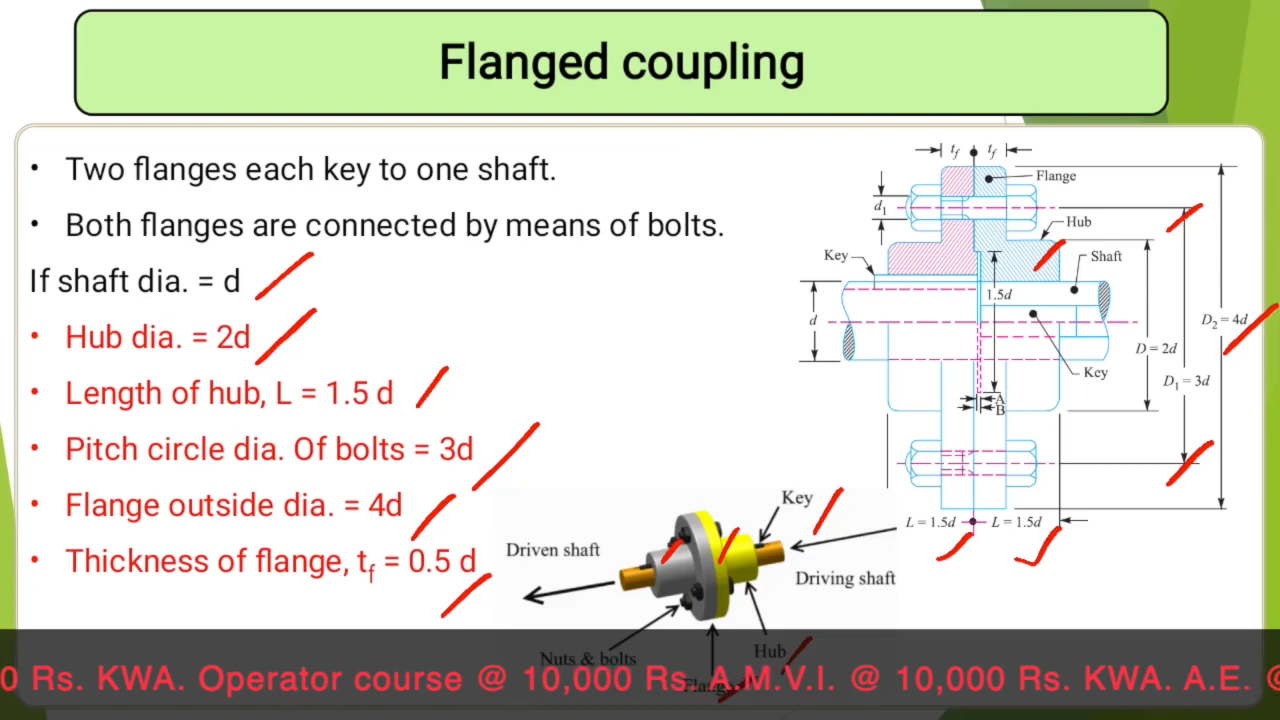 Flanged coupling
• Two flanges each key to one shaft.
• Both flanges are connected by means of bolts.
If shaft dia. = d
• Hub dia. = 2d
• Length of hub, L = 1.5 d
• Pitch circle dia. Of bolts = 3d
• Flange outside dia. = 4d
• Thickness of flange, tf = 0.5 d
tf tf
Flange
d1
Hub
Key
Shaft
1.5d
d
D2 = 4d
D = 2d
Key
D1 = 3d
A
B
L = 1.5d L = 1.5d
Key
Driven shaft
Driving shaft
Nuts & bolts
Hub
Flange
0 Rs. KWA. Operator course @ 10,000 Rs. A.M.V.I. @ 10,000 Rs. KWA. A.E. @